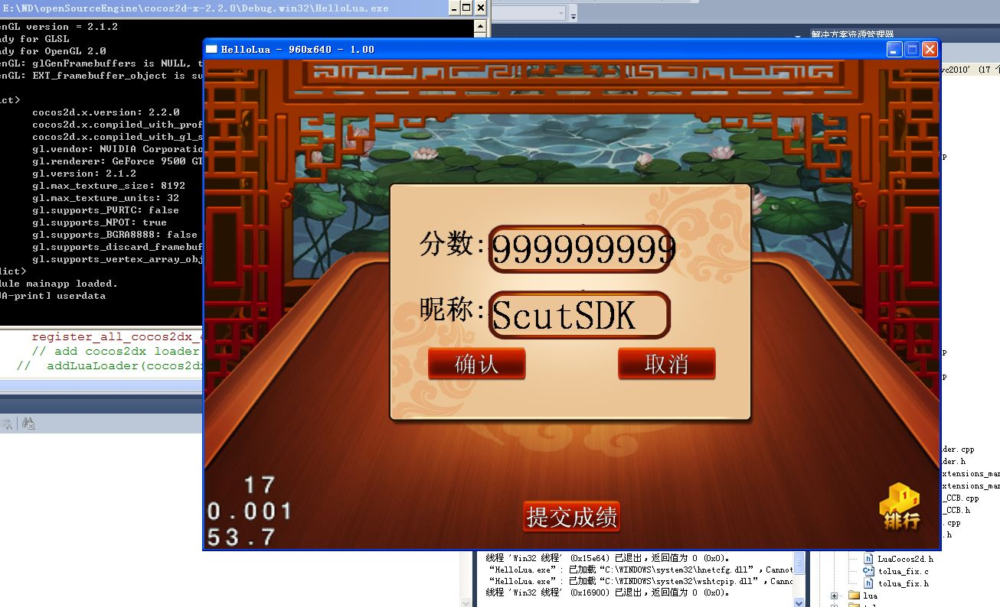 E:\ND\openSourceEngine\cocos2d-x-2.2.0\Debug.win32\HelloLua.exe
enGL version = 2.1.2
ady for GLSL
ady for OpenGL 2.0
enGL: glGenFramebuffers is NULL, t
enGL: EXT_framebuffer_object is su
ict>
cocos2d.x.version: 2.2.0
cocos2d.x.compiled_with_prof
cocos2d.x.compiled_with_gl_s
gl.vendor: NVIDIA Corporatio
gl.renderer: GeForce 9500 GT
gl.version: 2.1.2
gl.max_texture_size: 8192
gl.max_texture_units: 32
gl.supports_PVRTC: false
gl.supports_NPOT: true
gl.supports_BGRA8888: false
gl.supports_discard_framebuf
gl.supports_vertex_array_obj
dict>
dule mainapp loaded.
UA-print] userdata
register_all_cocos2dx_e
// add cocos2dx loader
// addLuaLoader(cocos2dx
HelloLua - 960x640 - 1.00
分数:
999999999
昵称:
ScutSDK
确认
取消
提交成绩
排行
17
0.001
53.7
解决方案资源管理器
vc2010' (17 个
p
p
p
der.cpp
der.h
xtensions_man
xtensions_man
_CCB.cpp
_CCB.h
.cpp
.h
LuaCocos2d.h
tolua_fix.c
tolua_fix.h
lua
线程 'Win32 线程' (0x15e64) 已退出，返回值为 0 (0x0)。
“HelloLua.exe”: 已加载“C:\WINDOWS\system32\hnetcfg.dll”，Cannot
“HelloLua.exe”: 已加载“C:\WINDOWS\system32\wshtcpip.dll”，Canno
线程 'Win32 线程' (0x16900) 已退出，返回值为 0 (0x0)。